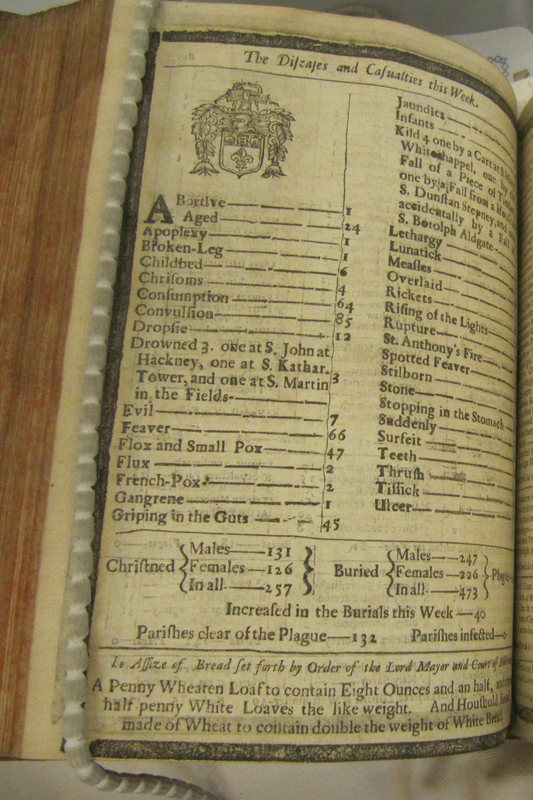 The Diſeaſes and Caſualties this Week.
ABortive 1
Aged 24
Apoplexy 1
Broken-Leg 1
Childbed 6
Chriſoms 4
Conſumption 64
Convulſion 85
Dropſie 12
Drowned 3. one at S. John at
Hackney, one at S. Kathar.
Tower, and one at S. Martin 3
in the Fields
Evil 7
Feaver 66
Flox and Small Pox 47
Flux 2
French-Pox 2
Gangrene 1
Griping in the Guts 45
Jaundies
Infants
Kild 4 one by a Cart at S.
Whitechappel, one
Fall of a Piece of
one by a Fall from a
S. Dunſtan Stepney, and
accidentally by a Fall
S. Botolph Aldgate
Lethargy
Lunatick
Meaſles
Overlaid
Rickets
Riſing of the Lights
Rupture
St. Anthony's Fire
Spotted Feaver
Stilborn
Stone
Stopping in the Stomach
Suddenly
Surfeit
Teeth
Thruſh
Tiſſick
Ulcer
Chriſtned { Males 131 Females 126 In all 257 }
Buried { Males 247 Females 226 In all 473 }
Increaſed in the Burials this Week 40
Pariſhes clear of the Plague 132 Pariſhes infected 0
Aſſize of Bread ſet forth by Order of the Lord Mayor and Court of
A Penny Wheaten Loaf to contain Eight Ounces and an half, and
half penny White Loaves the like weight. And Houſhold
made of Wheat to contain double the weight of White Bread